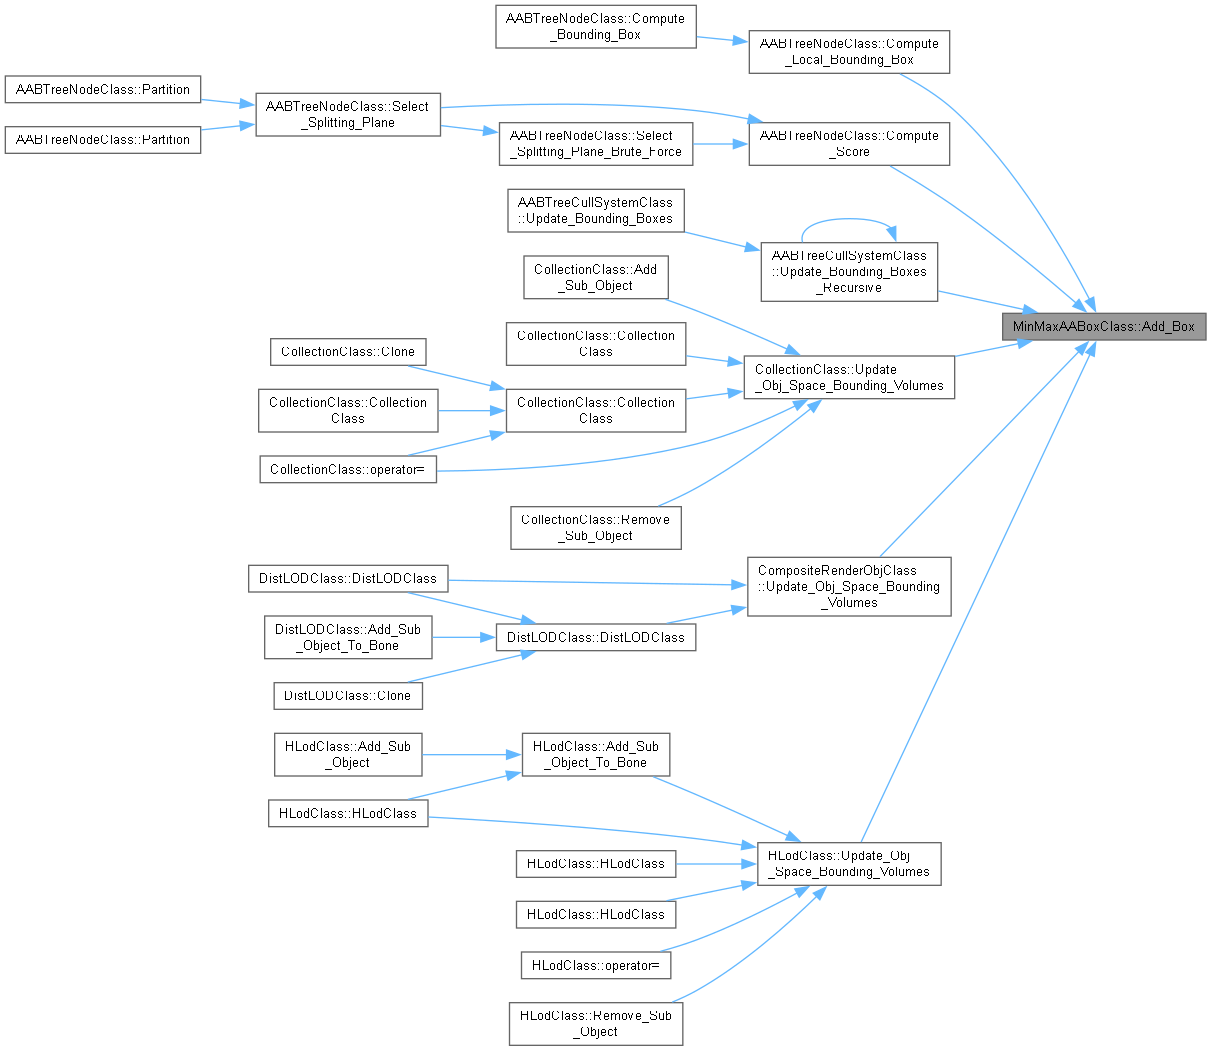 AABTreeNodeClass::Compute
_Bounding_Box
AABTreeNodeClass::Compute
_Local_Bounding_Box
AABTreeNodeClass::Partition
AABTreeNodeClass::Select
_Splitting_Plane
AABTreeNodeClass::Partition
AABTreeNodeClass::Select
_Splitting_Plane_Brute_Force
AABTreeNodeClass::Compute
_Score
AABTreeCullSystemClass
::Update_Bounding_Boxes
AABTreeCullSystemClass
::Update_Bounding_Boxes
_Recursive
CollectionClass::Add
_Sub_Object
MinMaxAABoxClass::Add_Box
CollectionClass::Collection
Class
CollectionClass::Clone
CollectionClass::Update
_Obj_Space_Bounding_Volumes
CollectionClass::Collection
Class
CollectionClass::Collection
Class
CollectionClass::operator=
CollectionClass::Remove
_Sub_Object
DistLODClass::DistLODClass
CompositeRenderObjClass
::Update_Obj_Space_Bounding
_Volumes
DistLODClass::Add_Sub
_Object_To_Bone
DistLODClass::DistLODClass
DistLODClass::Clone
HLodClass::Add_Sub
_Object
HLodClass::Add_Sub
_Object_To_Bone
HLodClass::HLodClass
HLodClass::HLodClass
HLodClass::Update_Obj
_Space_Bounding_Volumes
HLodClass::HLodClass
HLodClass::operator=
HLodClass::Remove_Sub
_Object